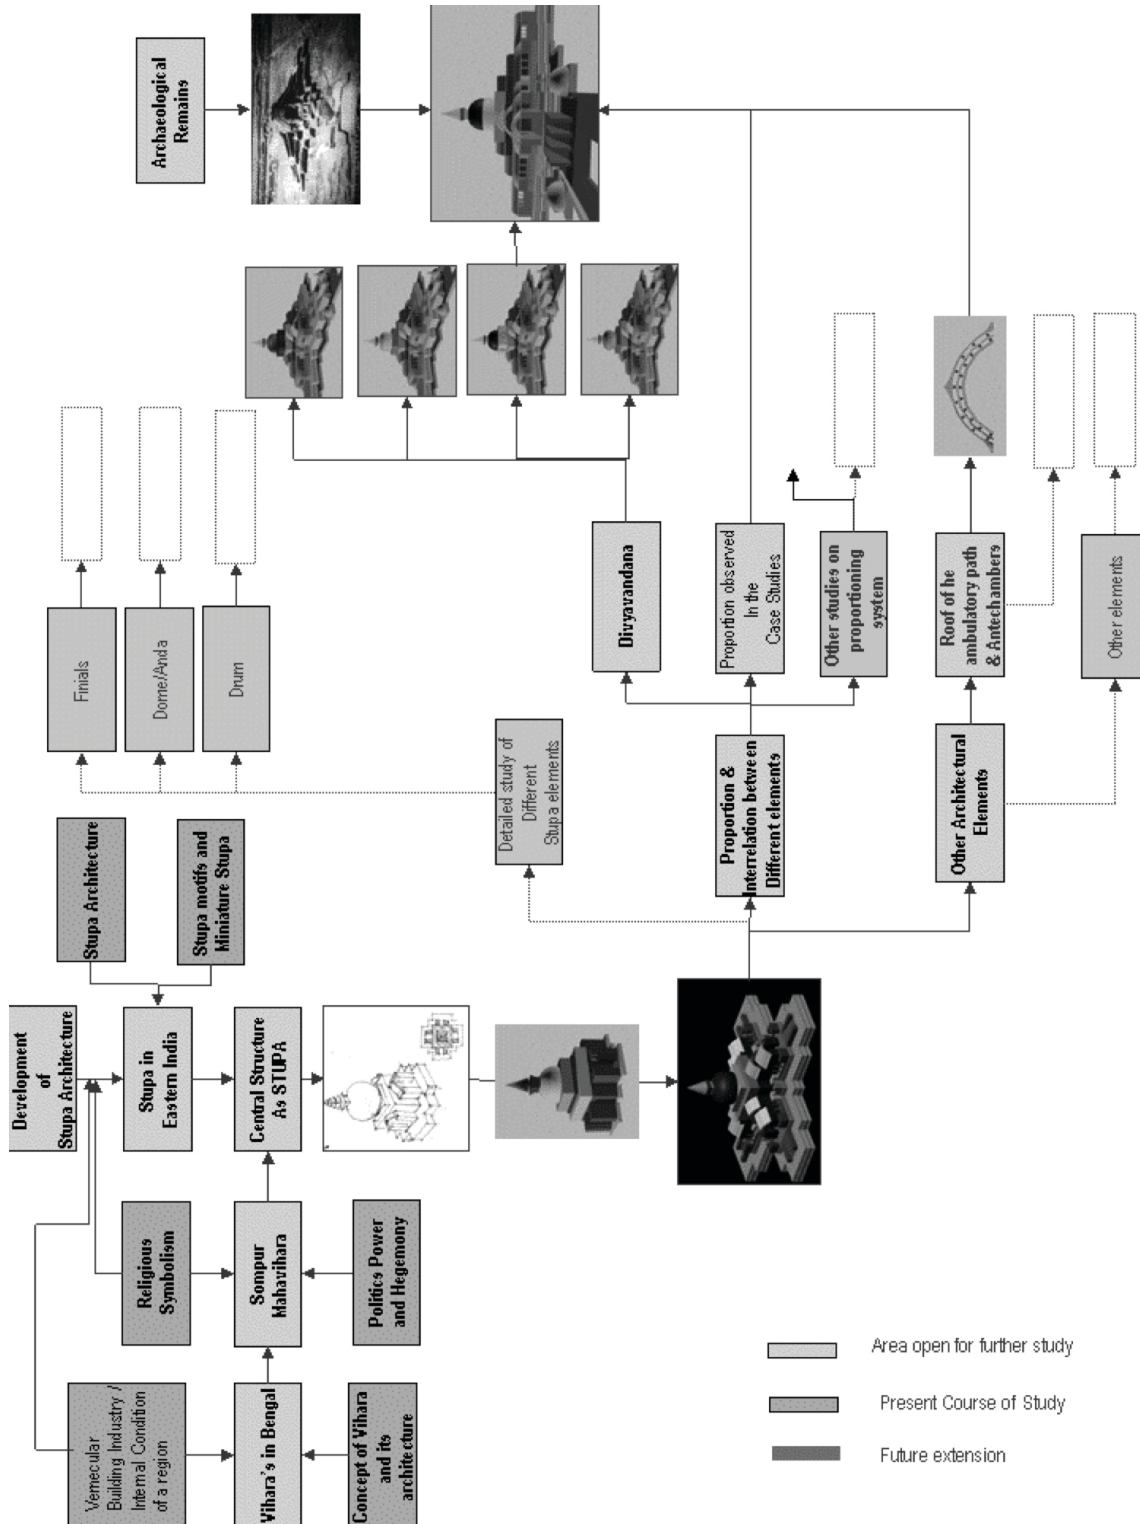 Archaeological
Remains
Finials
Dome/Anda
Drum
Divyavandana
Proportion observed
In the
Case Studies
Other studies on
proportioning
system
Roof of he
ambulatory path
& Antechambers
Other elements
Detailed study of
Different
Stupa elements
Proportion &
Interrelation between
Different elements
Other Architectural
Elements
Stupa Architecture
Stupa motifs and
Miniature Stupa
Development
of
Stupa Architecture
Stupa in
Eastern India
Central Structure
As STUPA
Religious
Symbolism
Sompur
Mahavihara
Politics Power
and Hegemony
Vernecular
Building Industry /
Internal Condition
of a region
Vihara's in Bengal
Concept of Vihara
and its
architecture
Area open for further study
Present Course of Study
Future extension